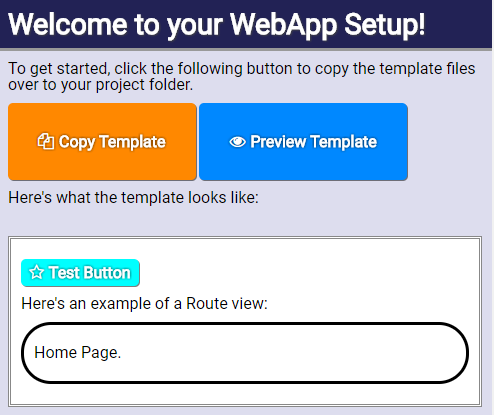 Welcome to your WebApp Setup!
To get started, click the following button to copy the template files
over to your project folder.
Copy Template
Preview Template
Here's what the template looks like:
Test Button
Here's an example of a Route view:
Home Page.